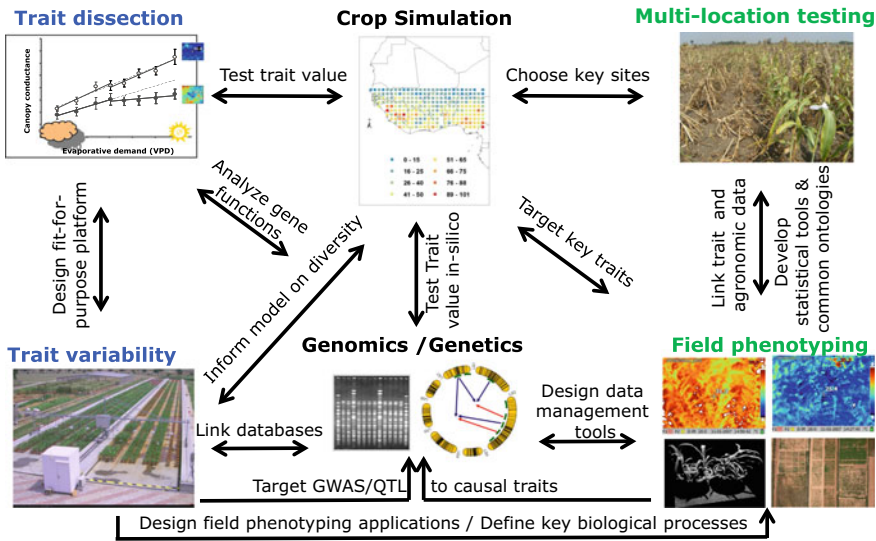 Trait dissection
Crop Simulation
Multi-location testing
Canopy conductance
Evaporative demand (VPD)
Test trait value
Choose key sites
0 - 15
16 - 25
26 - 40
41 - 50
51 - 65
66 - 75
76 - 88
89 - 101
Design fit-for-
purpose platform
Analyze gene
functions
Inform model on diversity
Test Trait
value in-silico
Target key traits
Link trait and
agronomic data
Develop
statistical tools &
common ontologies
Trait variability
Genomics /Genetics
Field phenotyping
Link databases
Design data
management
tools
Target GWAS/QTL to causal traits
Design field phenotyping applications / Define key biological processes